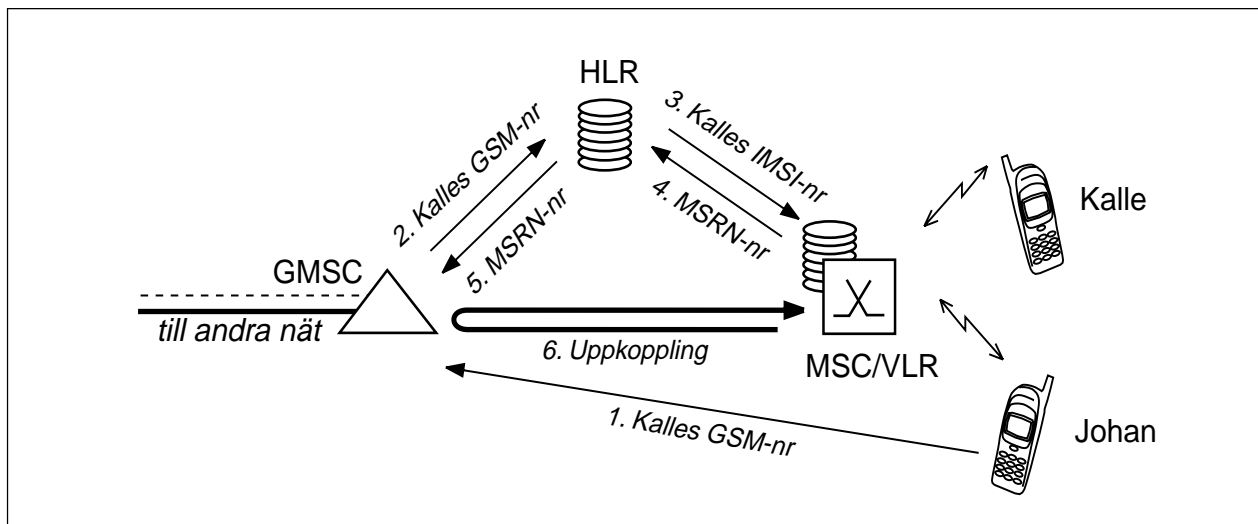 HLR
2. Kalles GSM-nr
5. MSRN-nr
3. Kalles IMSI-nr
4. MSRN-nr
Kalle
GMSC
till andra nät
6. Uppkoppling
MSC/VLR
1. Kalles GSM-nr
Johan